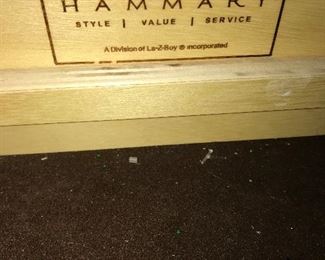 HAMMARY
STYLE | VALUE | SERVICE
A Division of La-Z-Boy ® incorporated